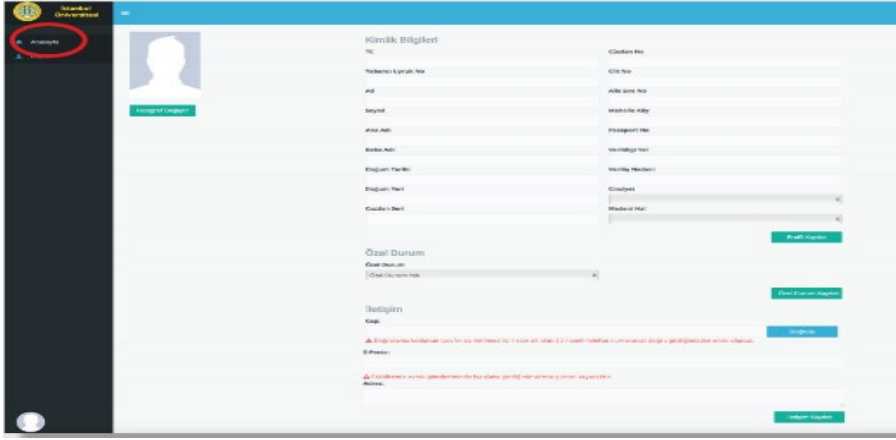 İstanbul
Üniversitesi
Anasayfa
Fotoğraf Değiştir
Kimlik Bilgileri
TC
Cüzdan No
Yabancı Uyruk No
Cilt No
Ad
Aile Sıra No
Soyad
Mahalle Köy
Ana Adı
Pasaport No
Baba Adı
Verildiği Yer
Doğum Tarihi
Veriliş Nedeni
Doğum Yeri
Cinsiyet
Cüzdan Seri
Medeni Hal
Profil Kaydet
Özel Durum
Özel Durum
Özel Durum Yok
Özel Durum Kaydet
İletişim
Cep:
Doğrula
E-Posta:
Adres:
İletişim Kaydet